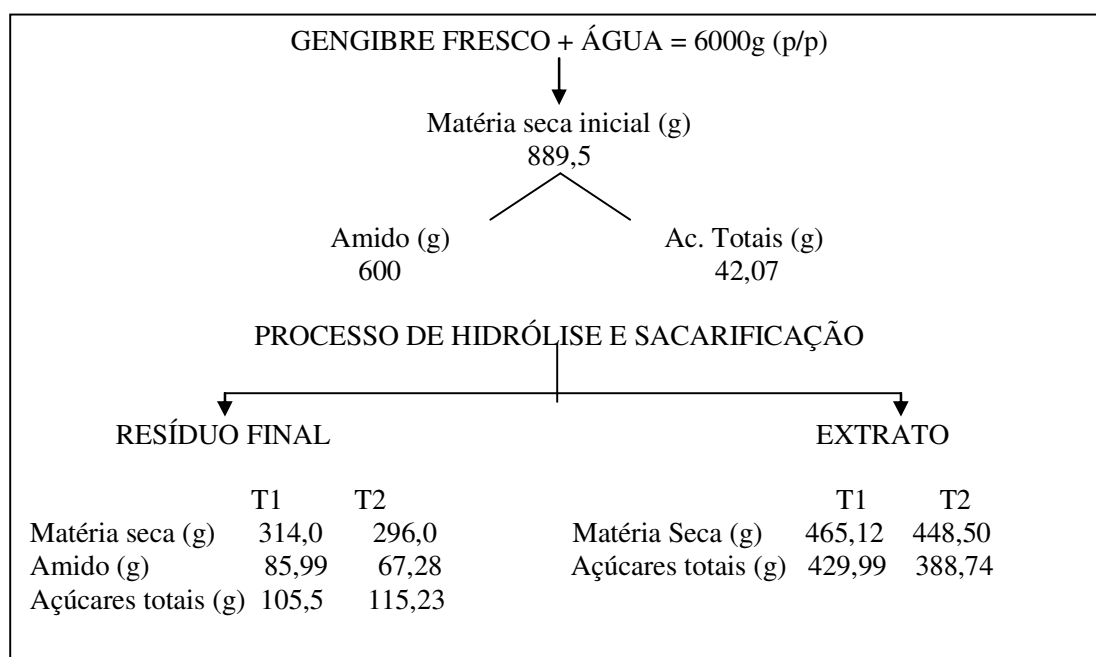 GENGIBRE FRESCO + ÁGUA = 6000g (p/p)
Matéria seca inicial (g)
889,5
Amido (g) Ac. Totais (g)
600 42,07
PROCESSO DE HIDRÓLISE E SACARIFICAÇÃO
RESÍDUO FINAL EXTRATO
T1 T2 T1 T2
Matéria seca (g) 314,0 296,0 Matéria Seca (g) 465,12 448,50
Amido (g) 85,99 67,28 Açúcares totais (g) 429,99 388,74
Açúcares totais (g) 105,5 115,23